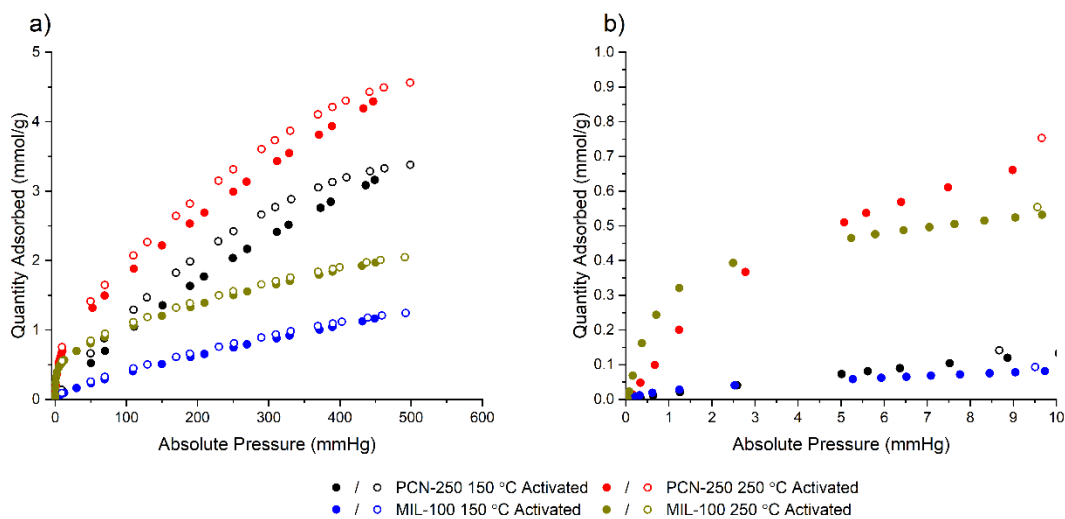 a)
b)
5
4
3
2
1
0
Quantity Adsorbed (mmol/g)
0 100 200 300 400 500 600
Absolute Pressure (mmHg)
1.0
0.9
0.8
0.7
0.6
0.5
0.4
0.3
0.2
0.1
0.0
Quantity Adsorbed (mmol/g)
0 1 2 3 4 5 6 7 8 9 10
Absolute Pressure (mmHg)
/ PCN-250 150 °C Activated / PCN-250 250 °C Activated
/ MIL-100 150 °C Activated / MIL-100 250 °C Activated